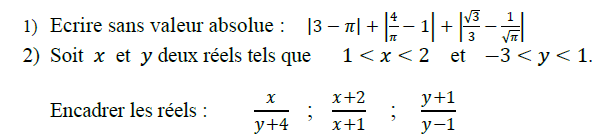 1) Ecrire sans valeur absolue : |3 − π| + |4/π − 1| + |√3/3 − 1/√π|
2) Soit x et y deux réels tels que 1 < x < 2 et −3 < y < 1.
Encadrer les réels : x/(y+4) ; (x+2)/(x+1) ; (y+1)/(y−1)